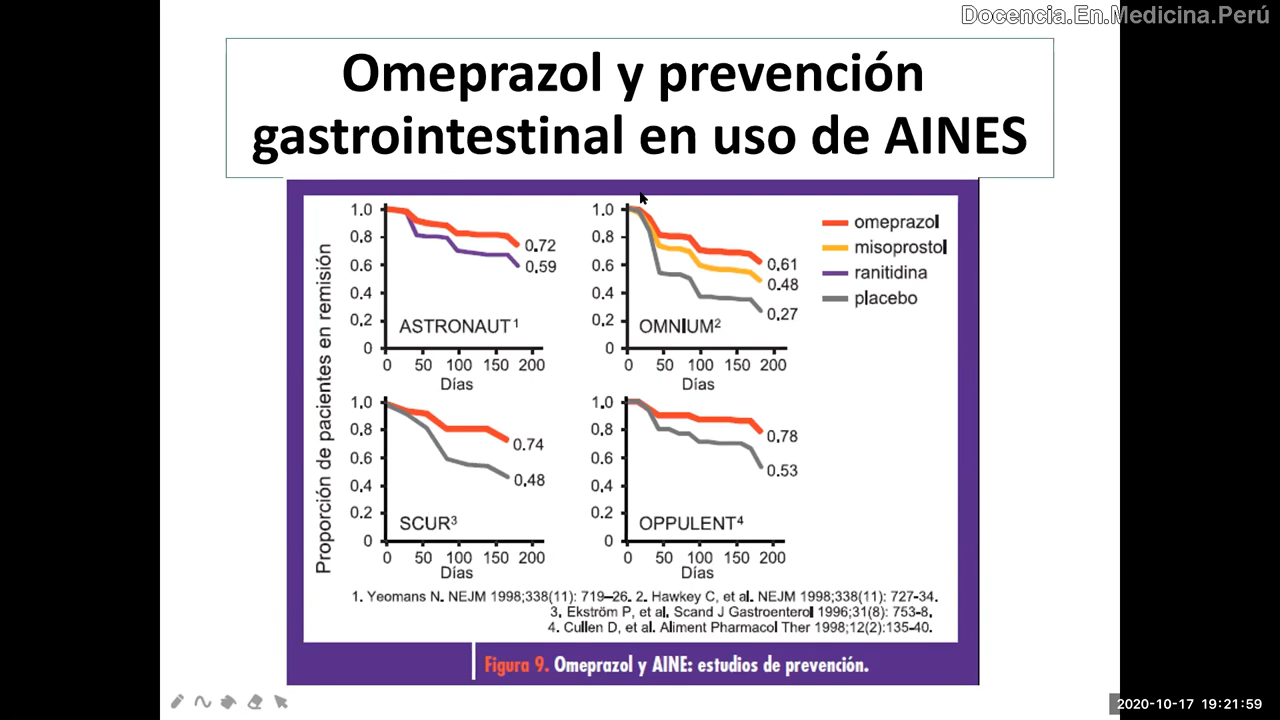 Docencia.En.Medicina.Perú
Omeprazol y prevención
gastrointestinal en uso de AINES
Proporción de pacientes en remisión
1.0
0.8
0.6
0.4
0.2
0
0.72
0.59
ASTRONAUT¹
0 50 100 150 200
Días
1.0
0.8
0.6
0.4
0.2
0
0.61
0.48
0.27
OMNIUM²
0 50 100 150 200
Días
omeprazol
misoprostol
ranitidina
placebo
1.0
0.8
0.6
0.4
0.2
0
0.74
0.48
SCUR³
0 50 100 150 200
Días
1.0
0.8
0.6
0.4
0.2
0
0.78
0.53
OPPULENT⁴
0 50 100 150 200
Días
1. Yeomans N. NEJM 1998;338(11): 719–26. 2. Hawkey C, et al. NEJM 1998;338(11): 727-34.
3. Ekström P, et al. Scand J Gastroenterol 1996;31(8): 753-8.
4. Cullen D, et al. Aliment Pharmacol Ther 1998;12(2):135-40.
Figura 9. Omeprazol y AINE: estudios de prevención.
2020-10-17 19:21:59